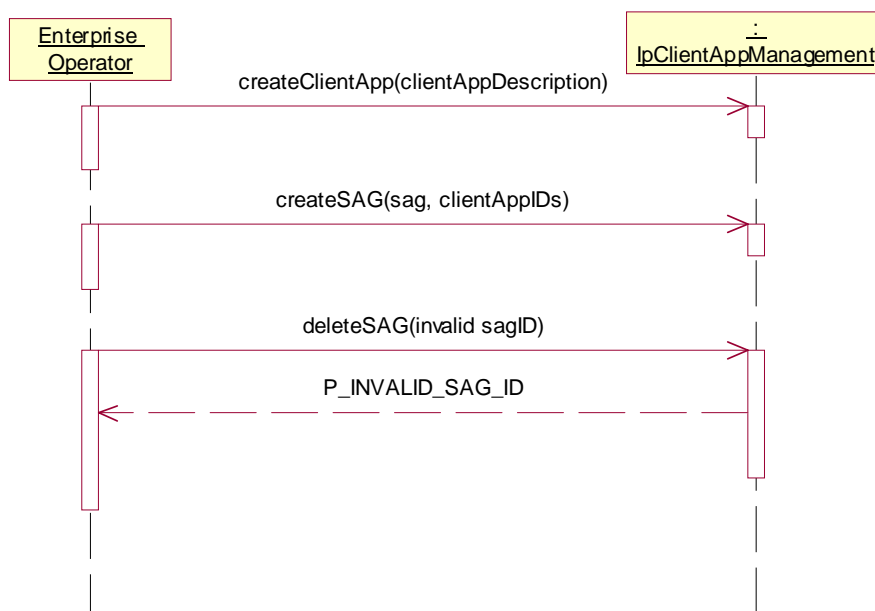 Enterprise
Operator
:
IpClientAppManagement
createClientApp(clientAppDescription)
createSAG(sag, clientAppIDs)
deleteSAG(invalid sagID)
P_INVALID_SAG_ID